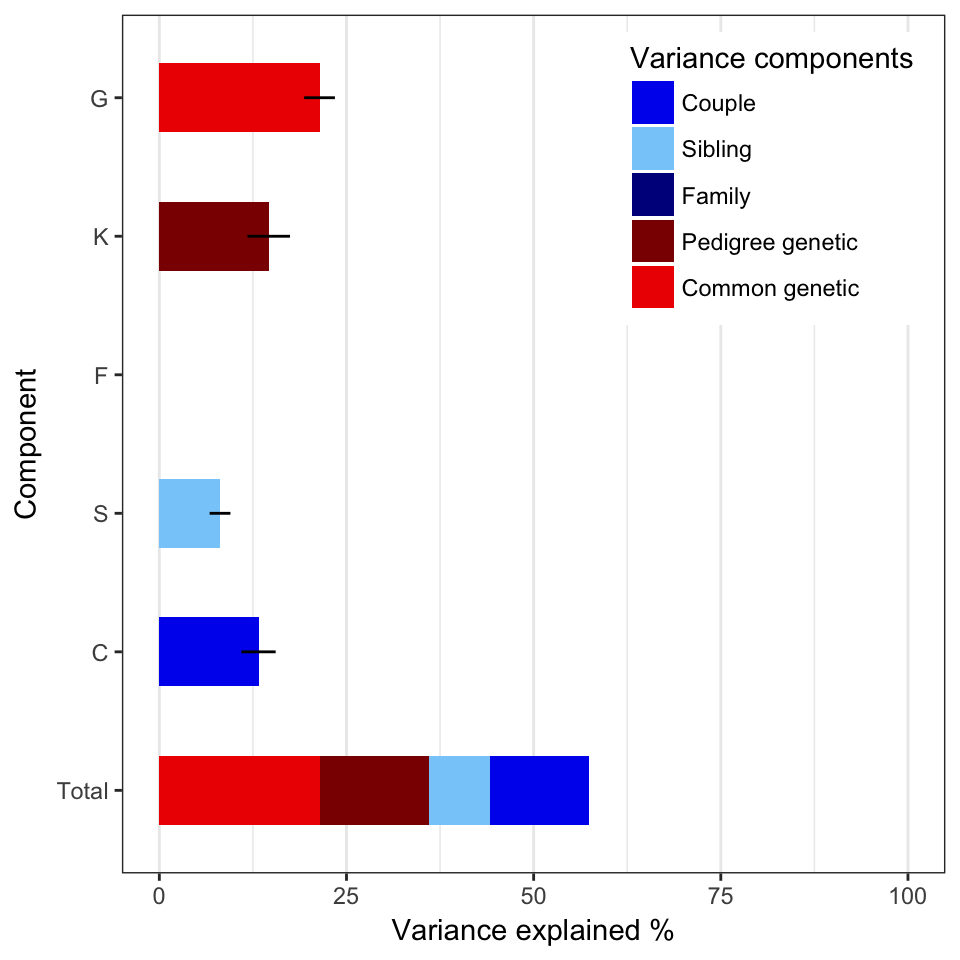 Variance components
Couple
Sibling
Family
Pedigree genetic
Common genetic
G
K
F
S
C
Total
Component
0 25 50 75 100
Variance explained %